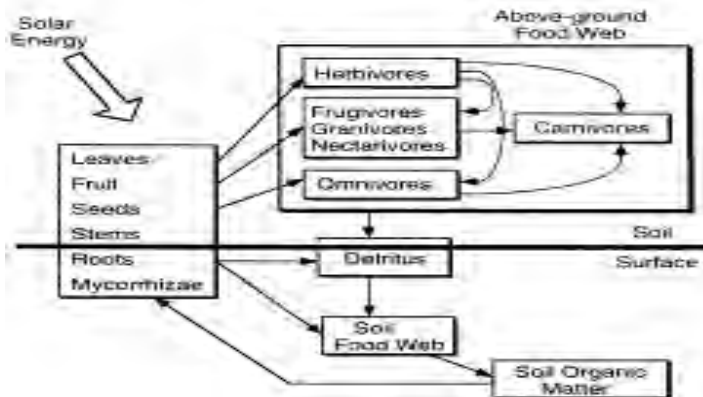 Solar
Energy
Above-ground
Food Web
Herbivores
Frugivores
Granivores
Nectarivores
Carnivores
Omnivores
Leaves
Fruit
Seeds
Stems
Roots
Mycorrhizae
Soil
Surface
Detritus
Soil
Food Web
Soil Organic
Matter